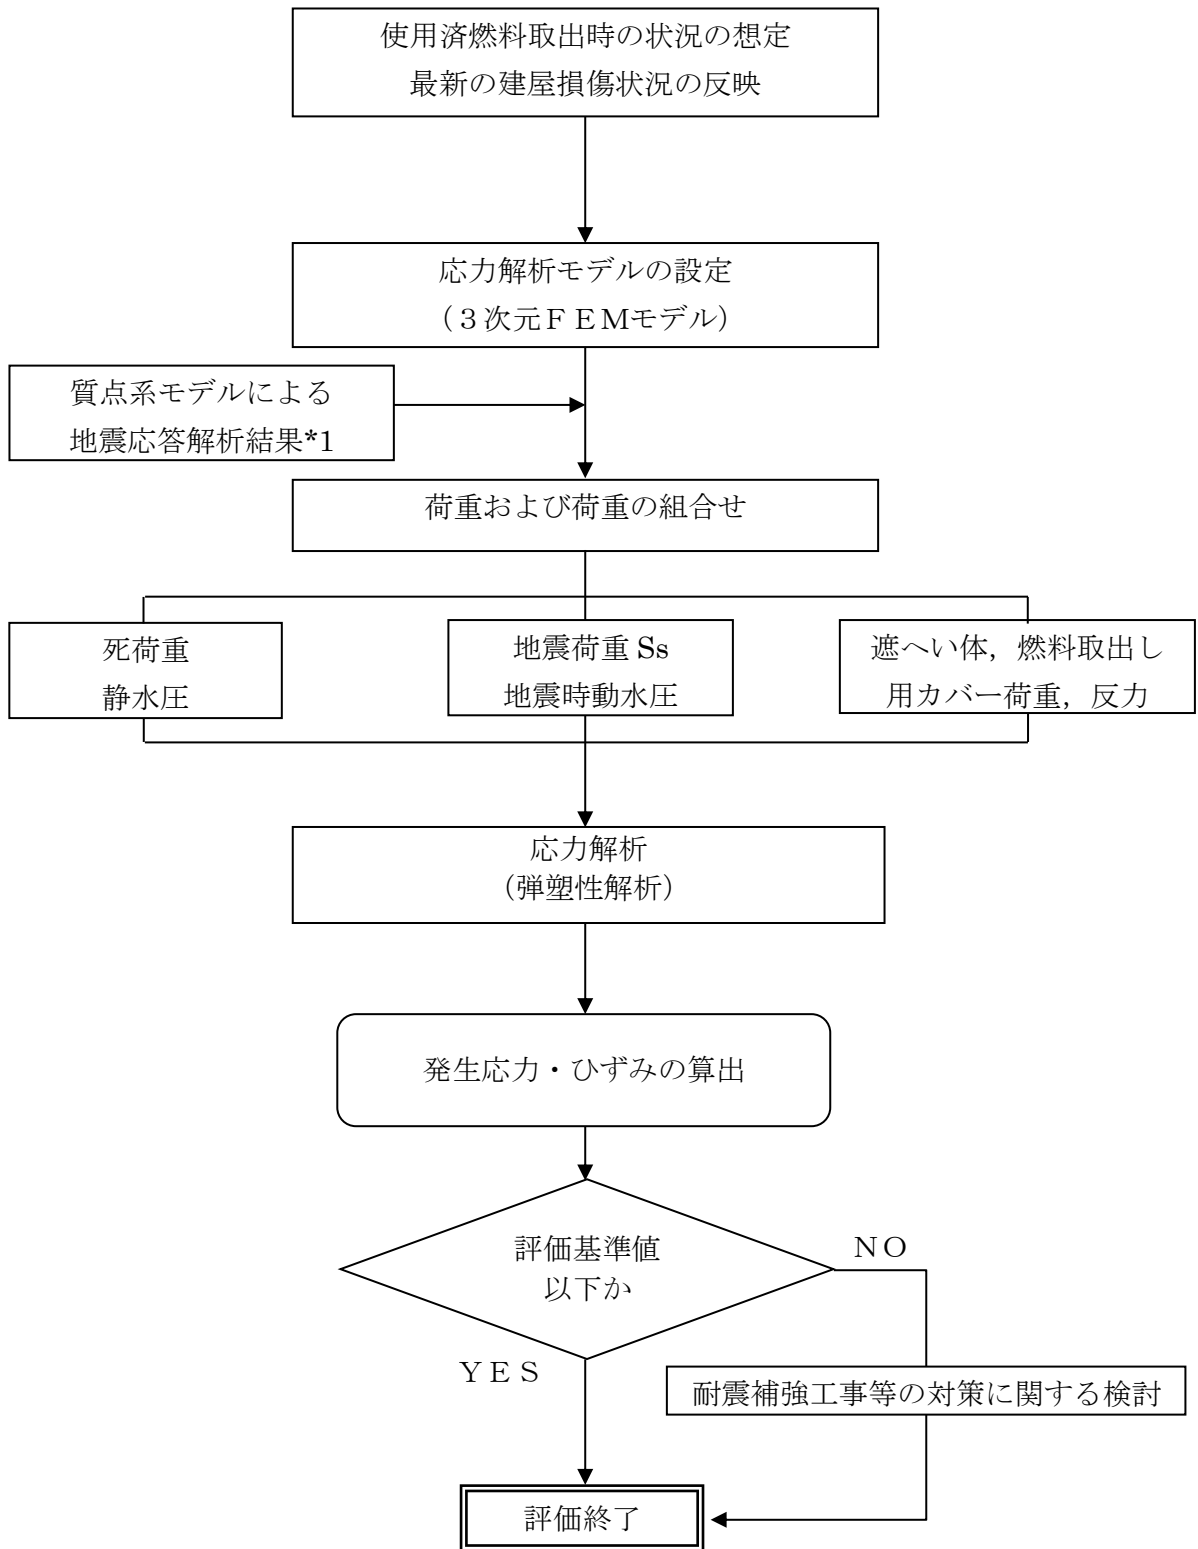 使用済燃料取出時の状況の想定
最新の建屋損傷状況の反映
応力解析モデルの設定
（３次元ＦＥＭモデル）
質点系モデルによる
地震応答解析結果*1
荷重および荷重の組合せ
死荷重
静水圧
地震荷重 Ss
地震時動水圧
遮へい体，燃料取出し
用カバー荷重，反力
応力解析
（弾塑性解析）
発生応力・ひずみの算出
評価基準値
以下か
ＮＯ
ＹＥＳ
耐震補強工事等の対策に関する検討
評価終了